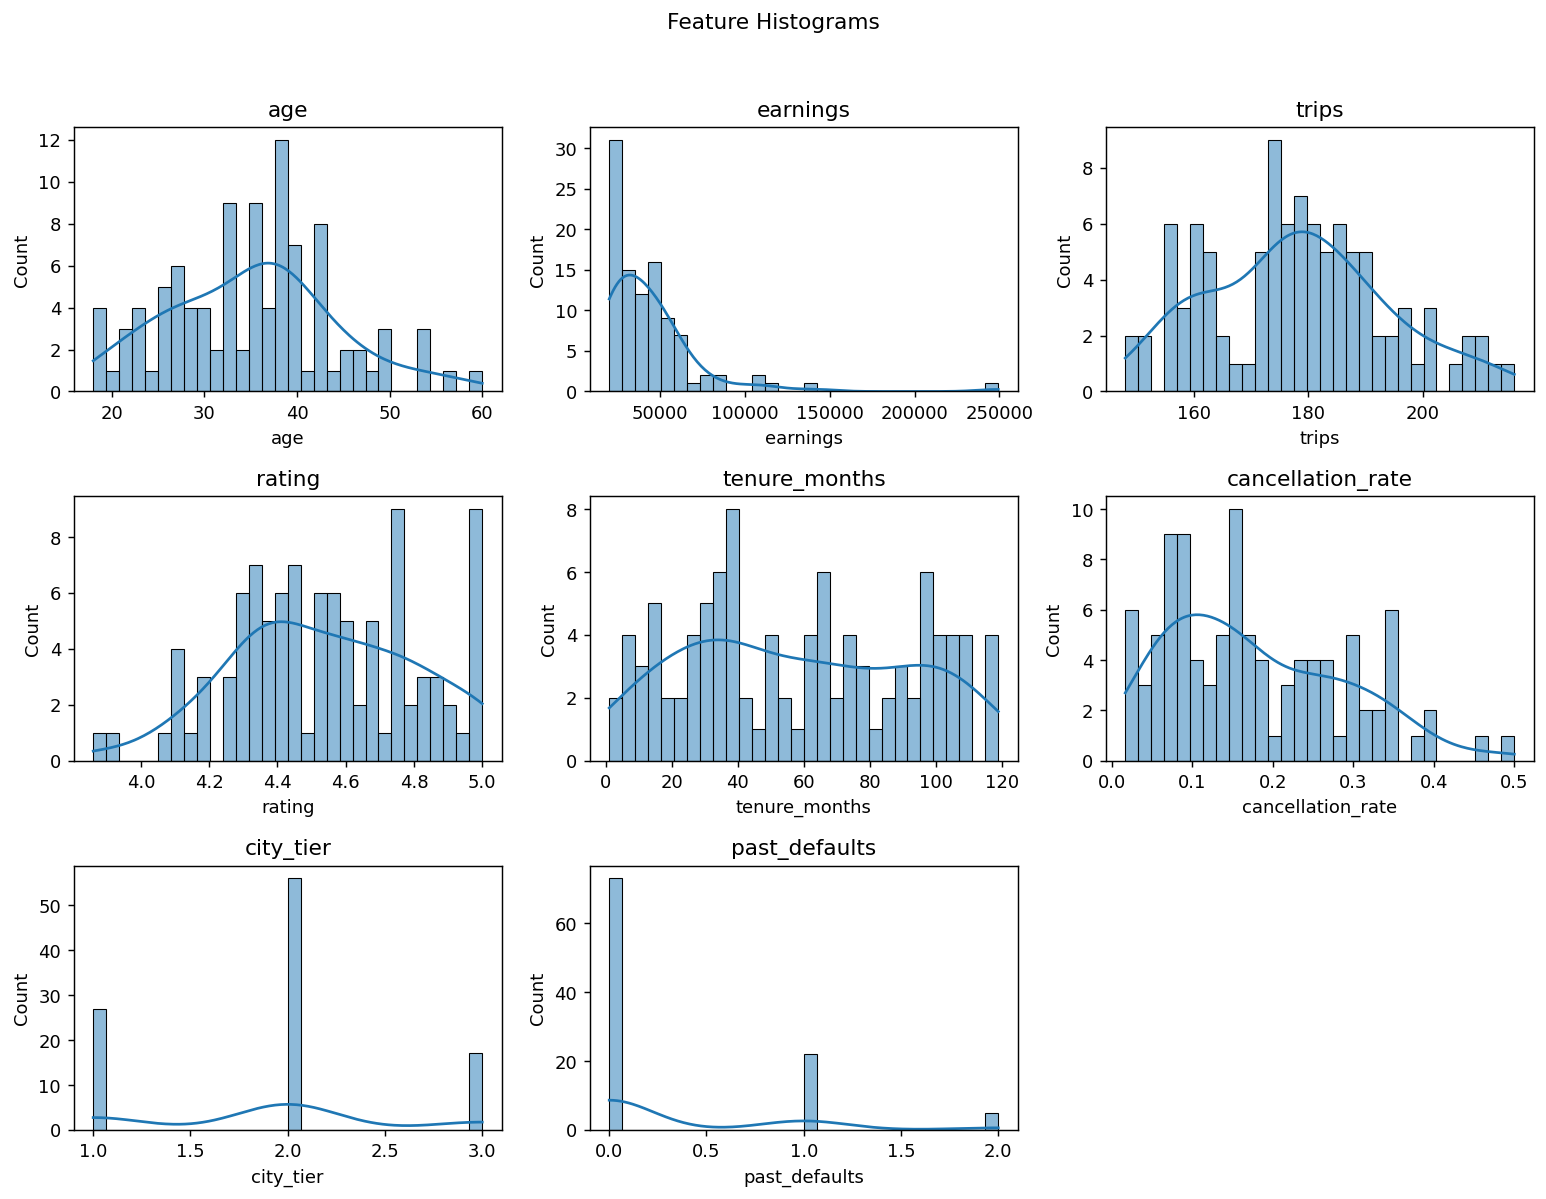 Feature Histograms
age
12
10
8
6
4
2
0
Count
20 30 40 50 60
age
earnings
30
25
20
15
10
5
0
Count
50000 100000 150000 200000 250000
earnings
trips
8
6
4
2
0
Count
160 180 200
trips
rating
8
6
4
2
0
Count
4.0 4.2 4.4 4.6 4.8 5.0
rating
tenure_months
8
6
4
2
0
Count
0 20 40 60 80 100 120
tenure_months
cancellation_rate
10
8
6
4
2
0
Count
0.0 0.1 0.2 0.3 0.4 0.5
cancellation_rate
city_tier
50
40
30
20
10
0
Count
1.0 1.5 2.0 2.5 3.0
city_tier
past_defaults
60
40
20
0
Count
0.0 0.5 1.0 1.5 2.0
past_defaults